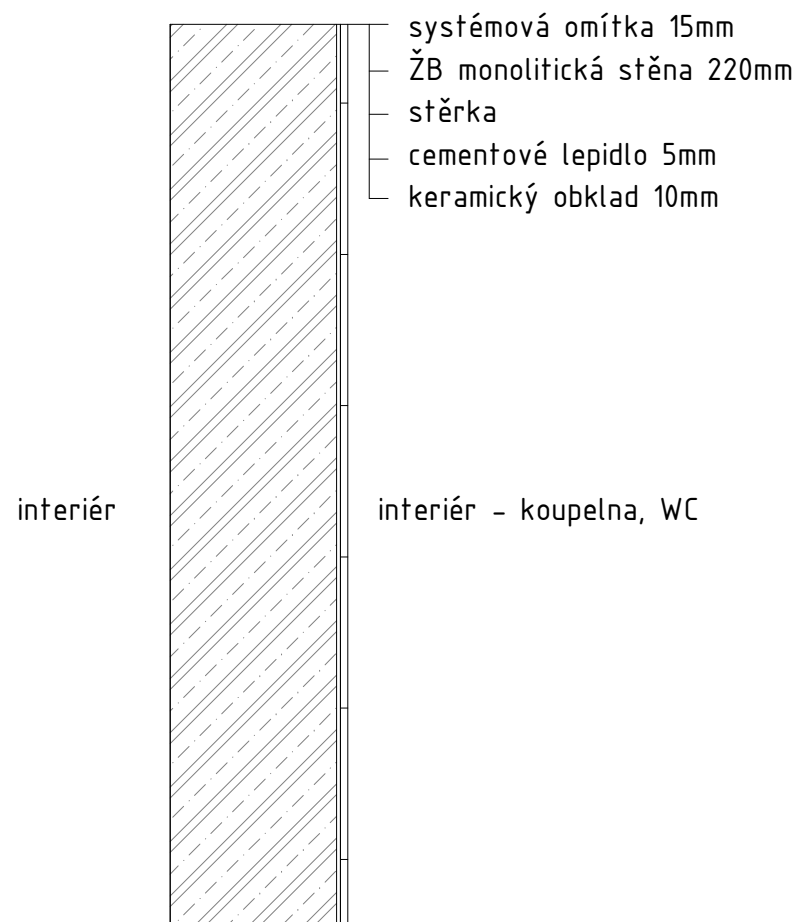 systémová omítka 15mm
ŽB monolitická stěna 220mm
stěrka
cementové lepidlo 5mm
keramický obklad 10mm
interiér
interiér - koupelna, WC